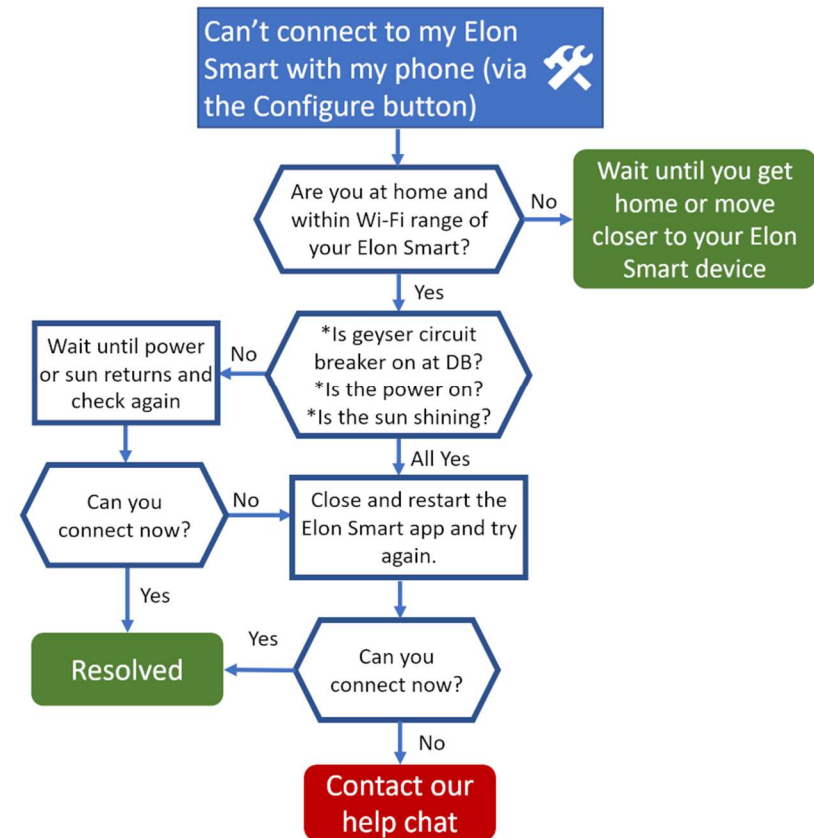 Can’t connect to my Elon
Smart with my phone (via
the Configure button)
Are you at home and
within Wi-Fi range of
your Elon Smart?
No
Wait until you get
home or move
closer to your Elon
Smart device
Yes
*Is geyser circuit
breaker on at DB?
*Is the power on?
*Is the sun shining?
No
Wait until power
or sun returns and
check again
All Yes
Can you
connect now?
No
Close and restart the
Elon Smart app and try
again.
Yes
Resolved
Yes
Can you
connect now?
No
Contact our
help chat